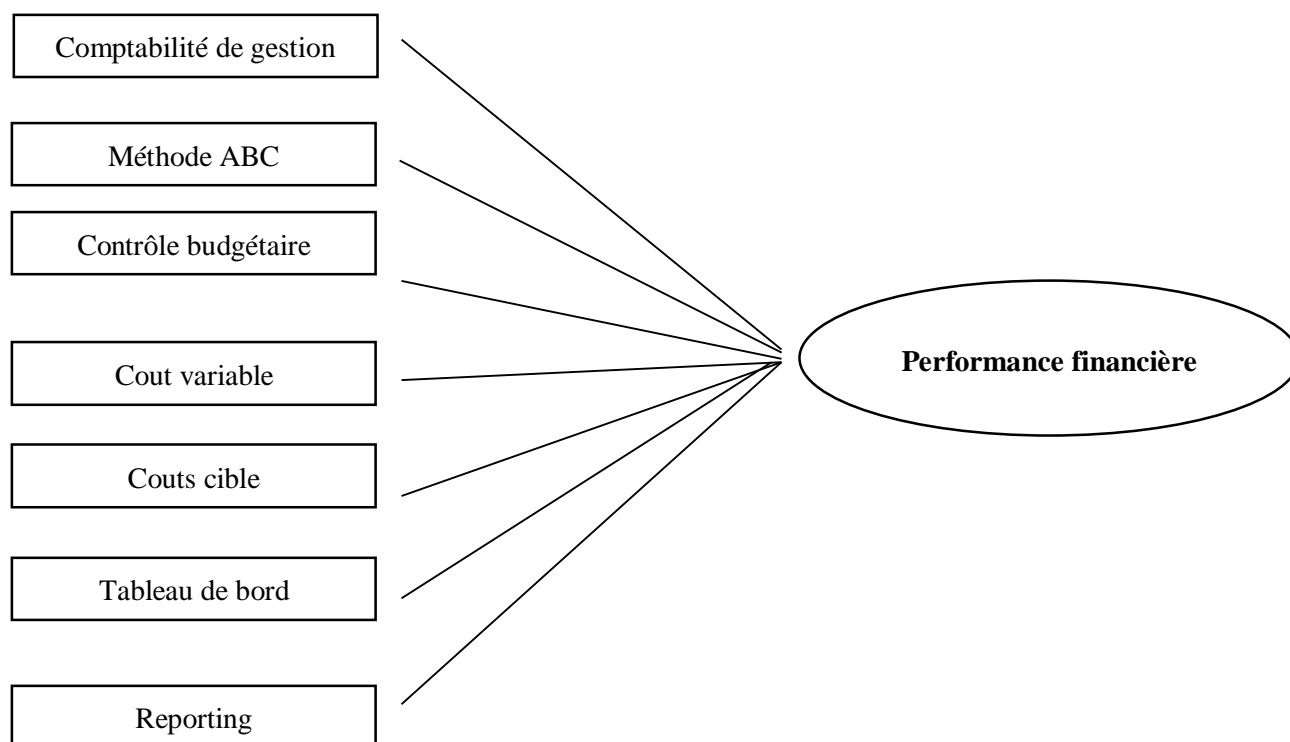 Comptabilité de gestion
Méthode ABC
Contrôle budgétaire
Cout variable
Couts cible
Tableau de bord
Reporting
Performance financière